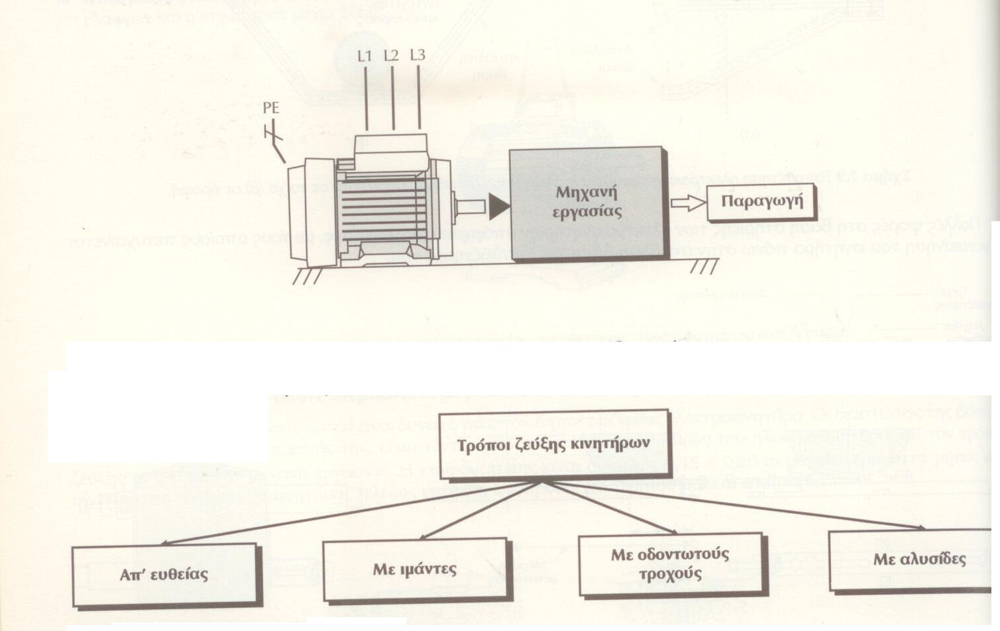 L1 L2 L3
PE
Μηχανή
εργασίας
Παραγωγή
Τρόποι ζεύξης κινητήρων
Απ’ ευθείας
Με ιμάντες
Με οδοντωτούς
τροχούς
Με αλυσίδες